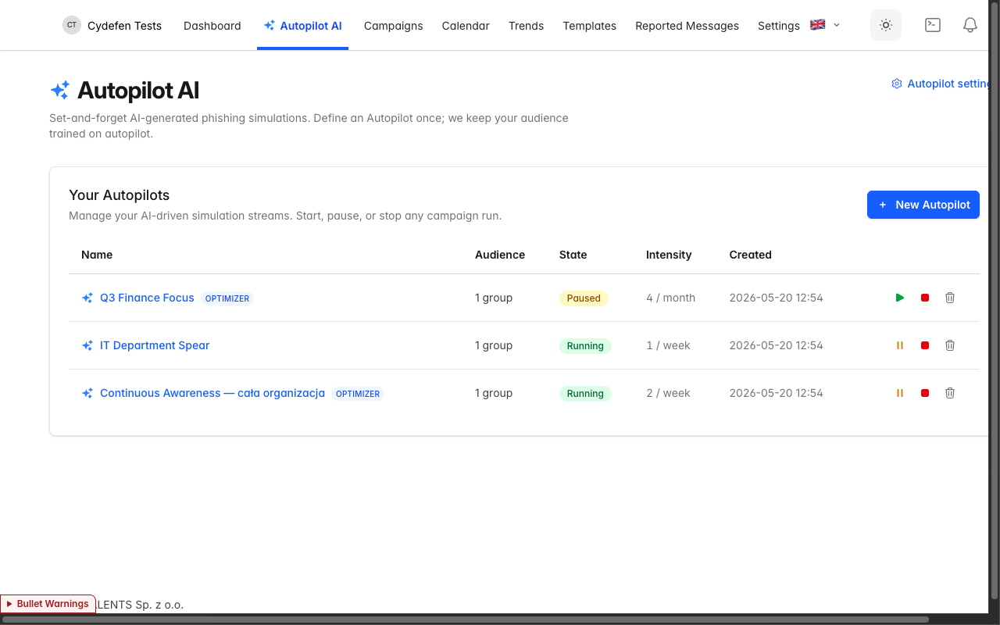 CT Cydefen Tests Dashboard Autopilot AI Campaigns Calendar Trends Templates Reported Messages Settings
Autopilot AI
Autopilot setting
Set-and-forget AI-generated phishing simulations. Define an Autopilot once; we keep your audience
trained on autopilot.
Your Autopilots
Manage your AI-driven simulation streams. Start, pause, or stop any campaign run.
+ New Autopilot
Name Audience State Intensity Created
Q3 Finance Focus OPTIMIZER 1 group Paused 4 / month 2026-05-20 12:54
IT Department Spear 1 group Running 1 / week 2026-05-20 12:54
Continuous Awareness — cała organizacja OPTIMIZER 1 group Running 2 / week 2026-05-20 12:54
Bullet Warnings
LENTS Sp. z o.o.